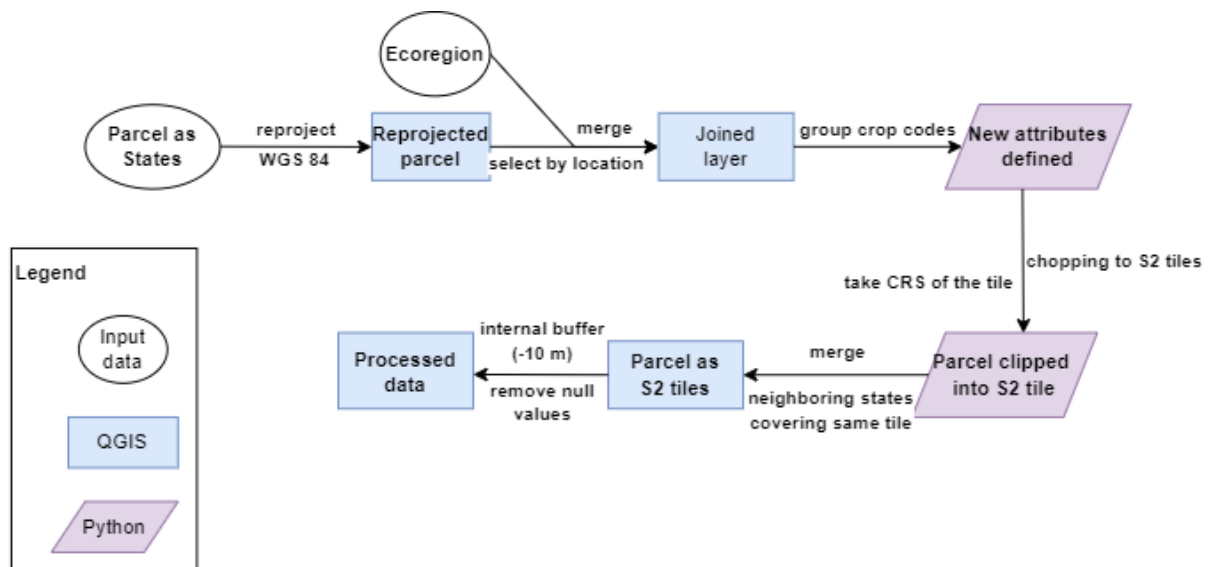 Ecoregion
Parcel as
States
reproject
WGS 84
Reprojected
parcel
merge
select by location
Joined
layer
group crop codes
New attributes
defined
chopping to S2 tiles
take CRS of the tile
Parcel clipped
into S2 tile
merge
neighboring states
covering same tile
Parcel as
S2 tiles
internal buffer
(-10 m)
remove null
values
Processed
data
Legend
Input
data
QGIS
Python